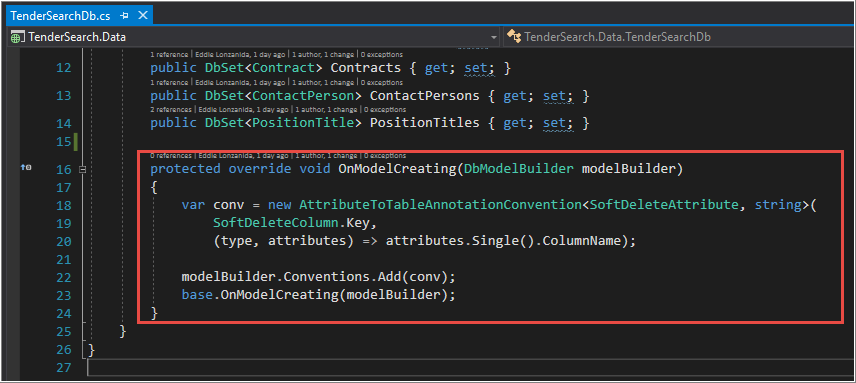 TenderSearchDb.cs
TenderSearch.Data
TenderSearch.Data.TenderSearchDb
1 reference | Eddie Lonzanida, 1 day ago | 1 author, 1 change | 0 exceptions
12 public DbSet<Contract> Contracts { get; set; }
1 reference | Eddie Lonzanida, 1 day ago | 1 author, 1 change | 0 exceptions
13 public DbSet<ContactPerson> ContactPersons { get; set; }
2 references | Eddie Lonzanida, 1 day ago | 1 author, 1 change | 0 exceptions
14 public DbSet<PositionTitle> PositionTitles { get; set; }
15
0 references | Eddie Lonzanida, 1 day ago | 1 author, 1 change | 0 exceptions
16 protected override void OnModelCreating(DbModelBuilder modelBuilder)
17 {
18 var conv = new AttributeToTableAnnotationConvention<SoftDeleteAttribute, string>(
19 SoftDeleteColumn.Key,
20 (type, attributes) => attributes.Single().ColumnName);
21
22 modelBuilder.Conventions.Add(conv);
23 base.OnModelCreating(modelBuilder);
24 }
25 }
26 }
27